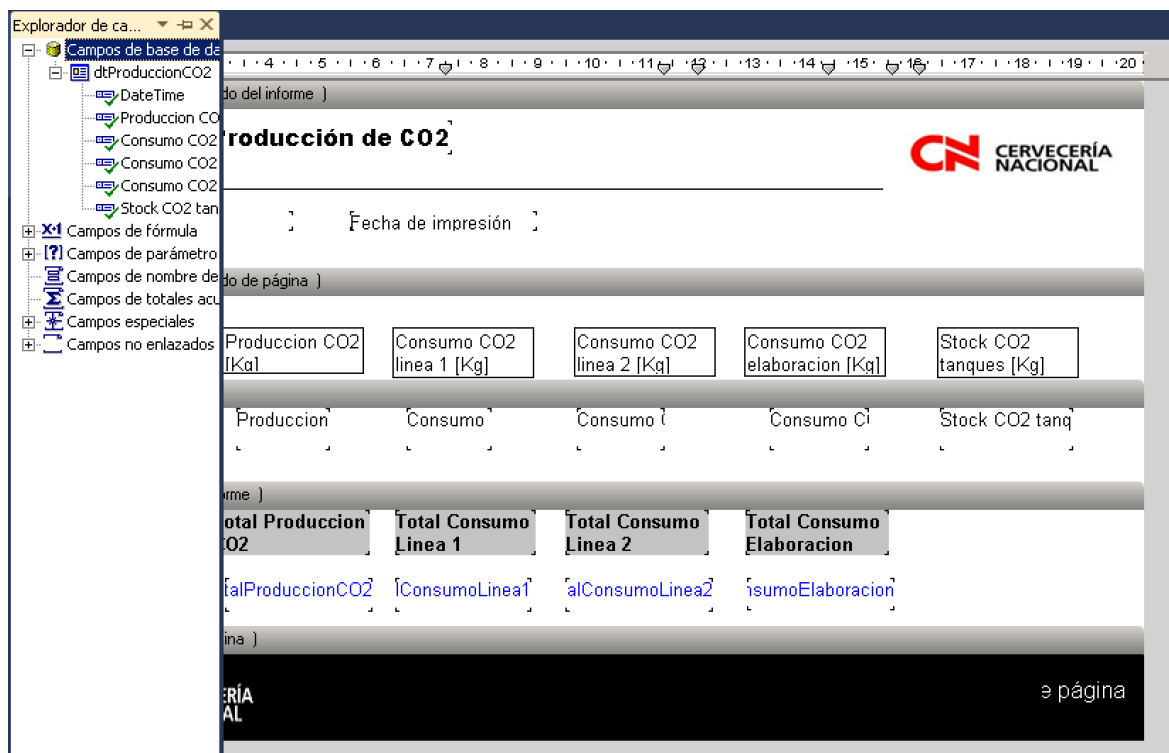 Explorador de ca...
Campos de base de da
dtProduccionCO2
DateTime
Produccion CO
Consumo CO2
Consumo CO2
Consumo CO2
Stock CO2 tan
Campos de fórmula
Campos de parámetro
Campos de nombre de
Campos de totales acu
Campos especiales
Campos no enlazados
4 5 6 7 8 9 10 11 12 13 14 15 16 17 18 19 20
do del informe )
roducción de CO2
CN CERVECERÍA
NACIONAL
Fecha de impresión
do de página )
Produccion CO2
[Kg]
Consumo CO2
linea 1 [Kg]
Consumo CO2
linea 2 [Kg]
Consumo CO2
elaboracion [Kg]
Stock CO2
tanques [Kg]
Produccion Consumo Consumo Consumo C Stock CO2 tanq
rme )
otal Produccion
CO2
Total Consumo
Linea 1
Total Consumo
Linea 2
Total Consumo
Elaboracion
talProduccionCO2 lConsumoLinea1 alConsumoLinea2 nsumoElaboracion
ina )
ERÍA
AL
e página